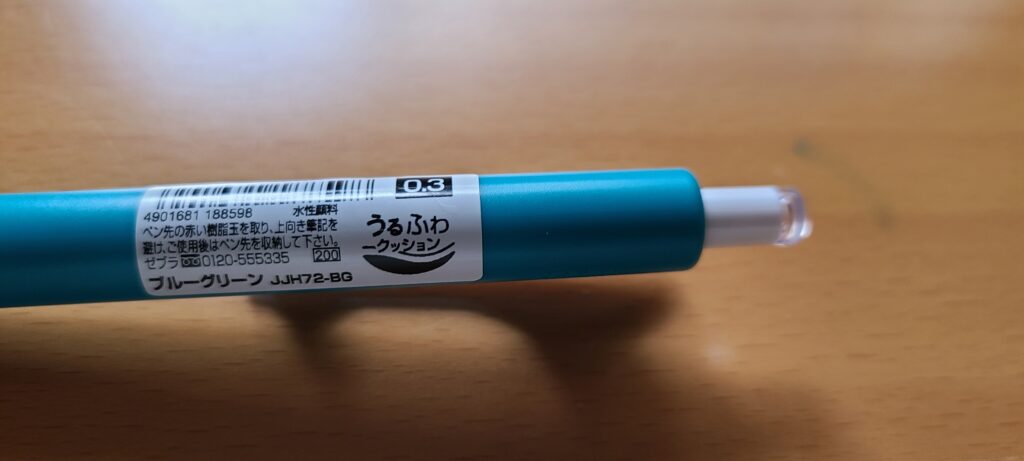 0.3
4901681 188598 水性顔料
ペン先の赤い樹脂玉を取り、上向き筆記を
避け、ご使用後はペン先を収納して下さい。
ゼブラ 0120-555335 200
ブルーグリーン JJH72-BG
うるふわ
クッション